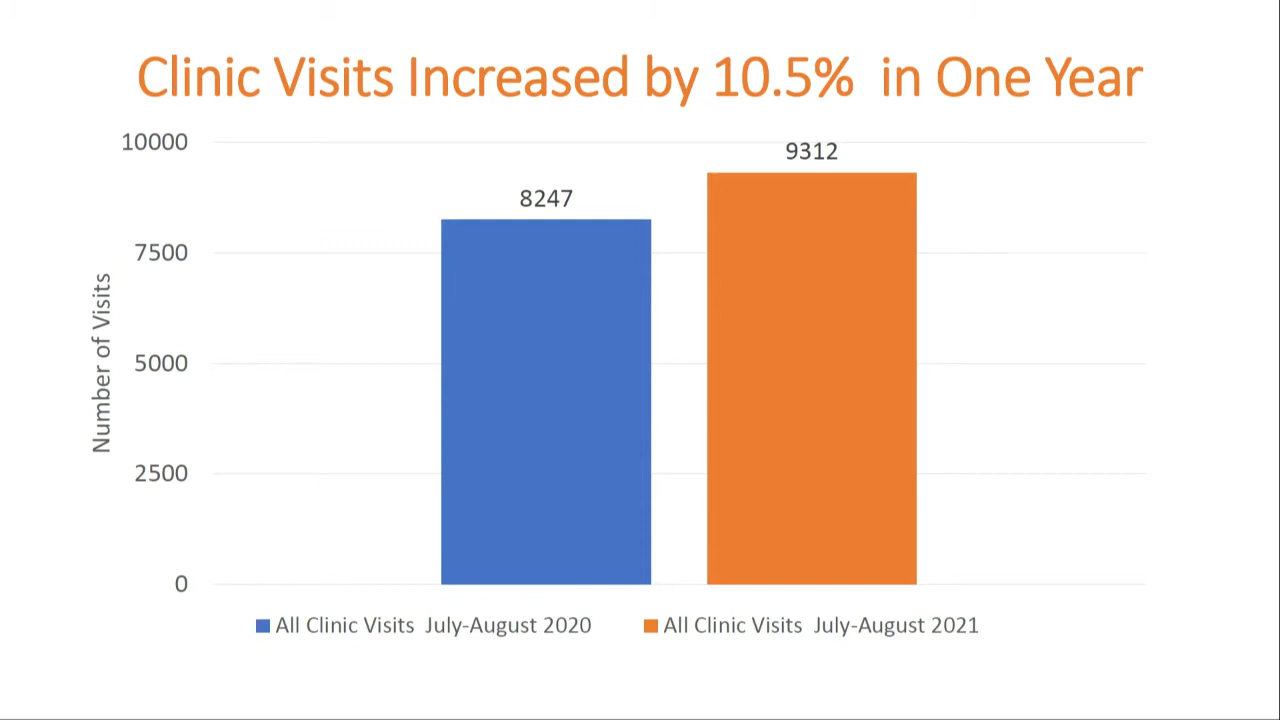 Clinic Visits Increased by 10.5% in One Year
10000
7500
5000
2500
0
Number of Visits
8247
9312
All Clinic Visits July-August 2020
All Clinic Visits July-August 2021